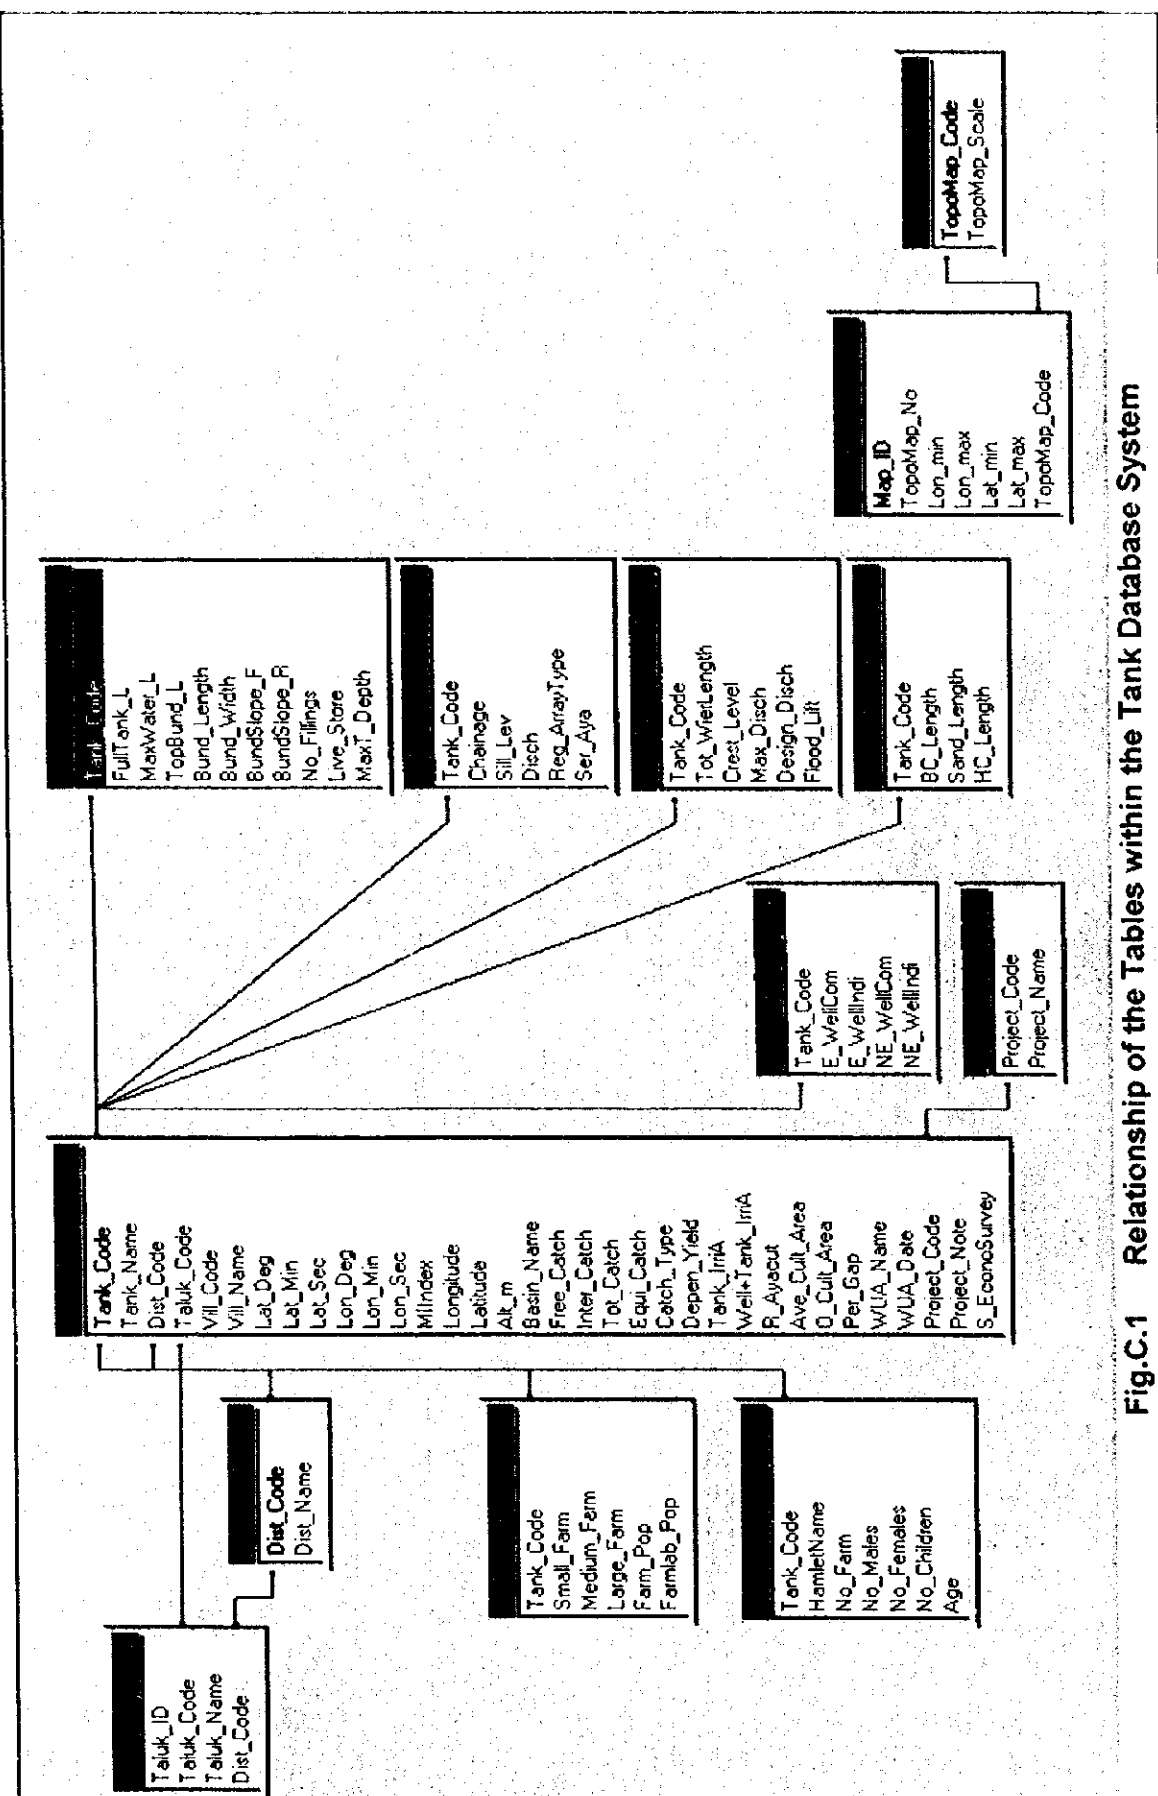 Taluk_ID
Taluk_Code
Taluk_Name
Dist_Code
Dist_Code
Dist_Name
Tank_Code
Small_Farm
Medium_Farm
Large_Farm
Farm_Pop
Farmlab_Pop
Tank_Code
HamletName
No_Farm
No_Males
No_Females
No_Children
Age
Tank_Code
Tank_Name
Dist_Code
Taluk_Code
Vill_Code
Vill_Name
Lat_Deg
Lat_Min
Lat_Sec
Lon_Deg
Lon_Min
Lon_Sec
MIIndex
Longitude
Latitude
Alt_m
Basin_Name
Free_Catch
Inter_Catch
Tot_Catch
Equi_Catch
Catch_Type
Depen_Yield
Tank_IrriA
Well+Tank_IrriA
R_Ayacut
Ave_Cult_Area
O_Cult_Area
Per_Gap
WUA_Name
WUA_Date
Project_Code
Project_Note
S_EconoSurvey
Tank_Code
E_WellCom
E_WellIndi
NE_WellCom
NE_WellIndi
Project_Code
Project_Name
Tank_Code
FullTank_L
MaxWater_L
TopBund_L
Bund_Length
Bund_Width
BundSlope_F
BundSlope_R
No_Fillings
Live_Store
MaxT_Depth
Tank_Code
Chainage
Sill_Lev
Disch
Reg_ArrayType
Ser_Aya
Tank_Code
Tot_WierLength
Crest_Level
Max_Disch
Design_Disch
Flood_Lift
Tank_Code
BC_Length
Sand_Length
HC_Length
Map_ID
TopoMap_No
Lon_min
Lon_max
Lat_min
Lat_max
TopoMap_Code
TopoMap_Code
TopoMap_Scale
Fig.C.1 Relationship of the Tables within the Tank Database System